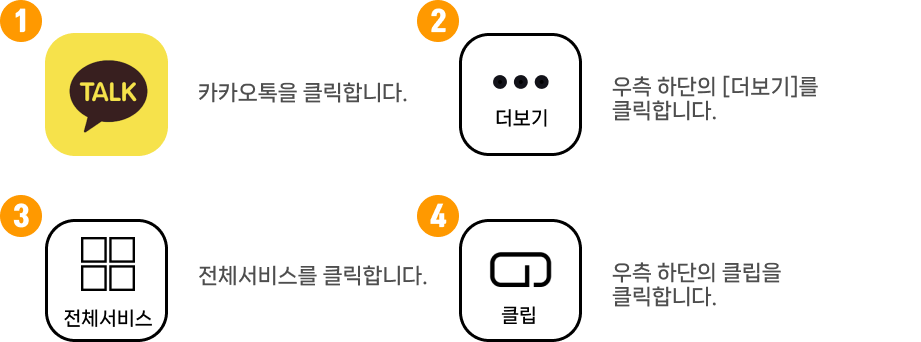 1
TALK
카카오톡을 클릭합니다.
2
더보기
우측 하단의 [더보기]를
클릭합니다.
3
전체서비스
전체서비스를 클릭합니다.
4
클립
우측 하단의 클립을
클릭합니다.